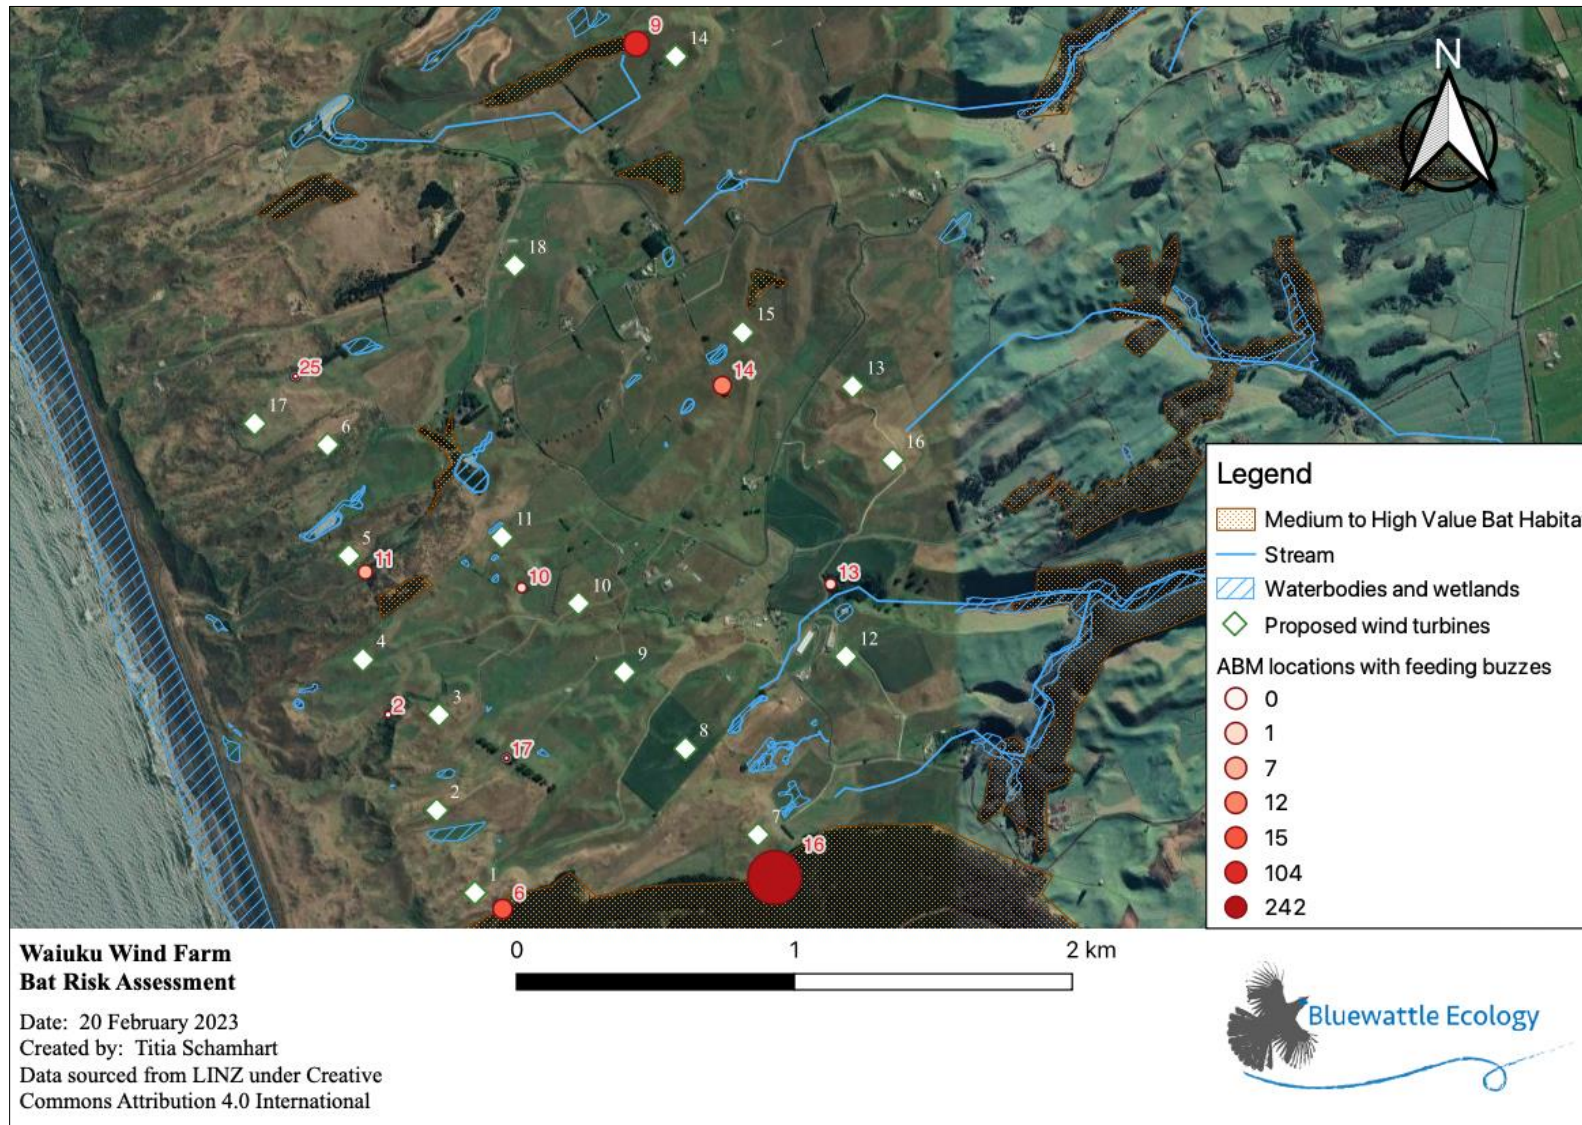 9
14
N
18
15
25
14
13
17
6
16
11
5
11
10
10
13
4
9
12
2
3
17
8
2
7
16
1
6
Legend
Medium to High Value Bat Habita
Stream
Waterbodies and wetlands
Proposed wind turbines
ABM locations with feeding buzzes
0
1
7
12
15
104
242
Waiuku Wind Farm
Bat Risk Assessment
Date: 20 February 2023
Created by: Titia Schamhart
Data sourced from LINZ under Creative
Commons Attribution 4.0 International
0 1 2 km
Bluewattle Ecology